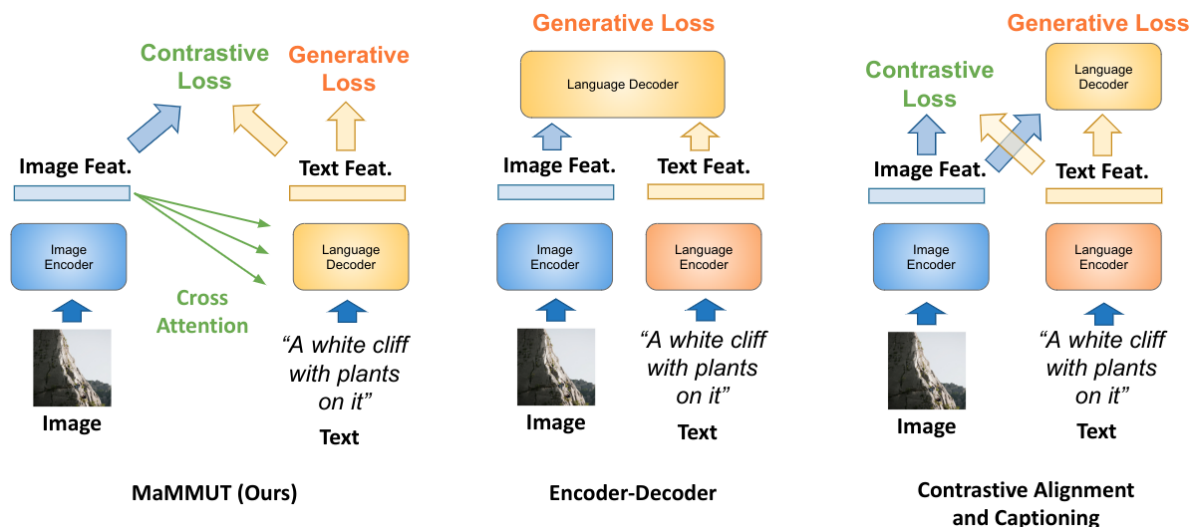 Contrastive
Loss
Generative
Loss
Image Feat.
Text Feat.
Image
Encoder
Language
Decoder
Cross
Attention
“A white cliff
with plants
on it”
Image
Text
MaMMUT (Ours)
Generative Loss
Language Decoder
Image Feat.
Text Feat.
Image
Encoder
Language
Encoder
“A white cliff
with plants
on it”
Image
Text
Encoder-Decoder
Generative Loss
Contrastive
Loss
Language
Decoder
Image Feat.
Text Feat.
Image
Encoder
Language
Encoder
“A white cliff
with plants
on it”
Image
Text
Contrastive Alignment
and Captioning